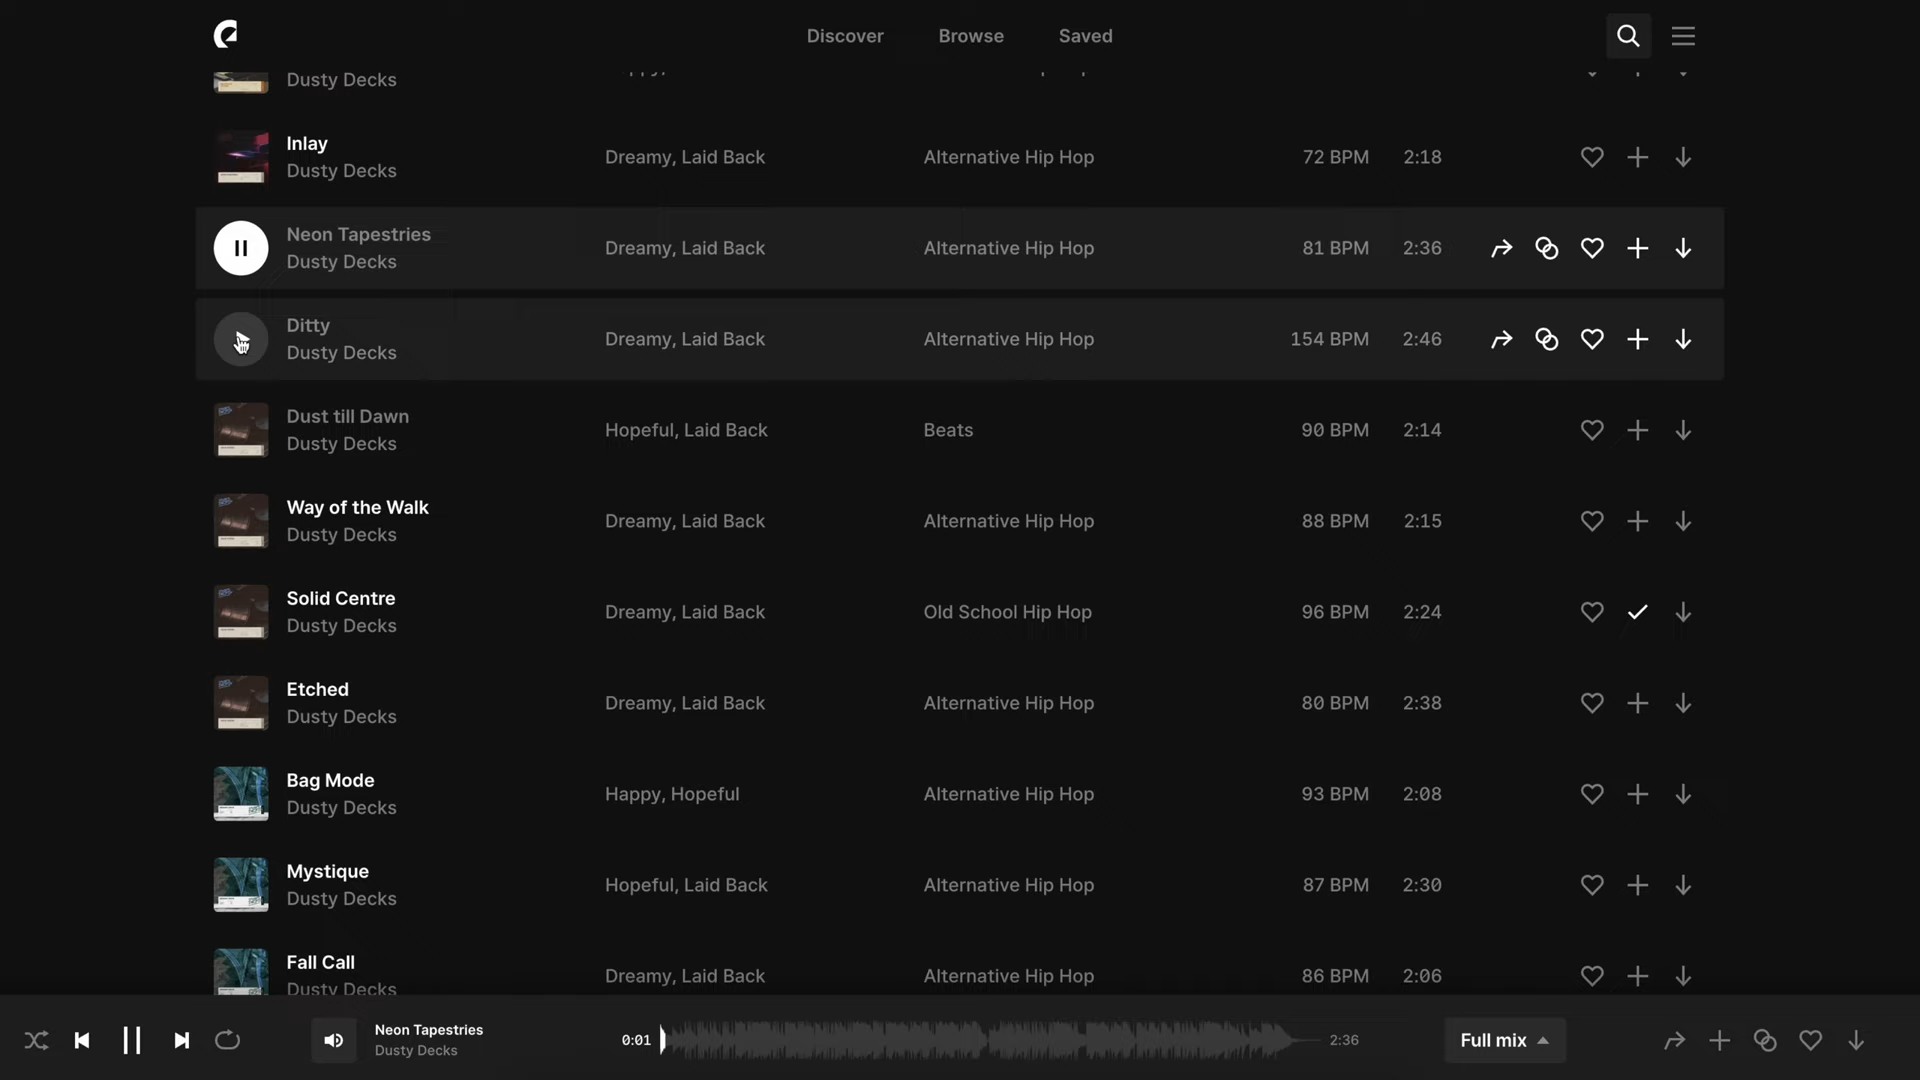 Discover Browse Saved
Dusty Decks
Inlay
Dusty Decks
Dreamy, Laid Back
Alternative Hip Hop
72 BPM
2:18
Neon Tapestries
Dusty Decks
Dreamy, Laid Back
Alternative Hip Hop
81 BPM
2:36
Ditty
Dusty Decks
Dreamy, Laid Back
Alternative Hip Hop
154 BPM
2:46
Dust till Dawn
Dusty Decks
Hopeful, Laid Back
Beats
90 BPM
2:14
Way of the Walk
Dusty Decks
Dreamy, Laid Back
Alternative Hip Hop
88 BPM
2:15
Solid Centre
Dusty Decks
Dreamy, Laid Back
Old School Hip Hop
96 BPM
2:24
Etched
Dusty Decks
Dreamy, Laid Back
Alternative Hip Hop
80 BPM
2:38
Bag Mode
Dusty Decks
Happy, Hopeful
Alternative Hip Hop
93 BPM
2:08
Mystique
Dusty Decks
Hopeful, Laid Back
Alternative Hip Hop
87 BPM
2:30
Fall Call
Dusty Decks
Dreamy, Laid Back
Alternative Hip Hop
86 BPM
2:06
Neon Tapestries
Dusty Decks
0:01
2:36
Full mix